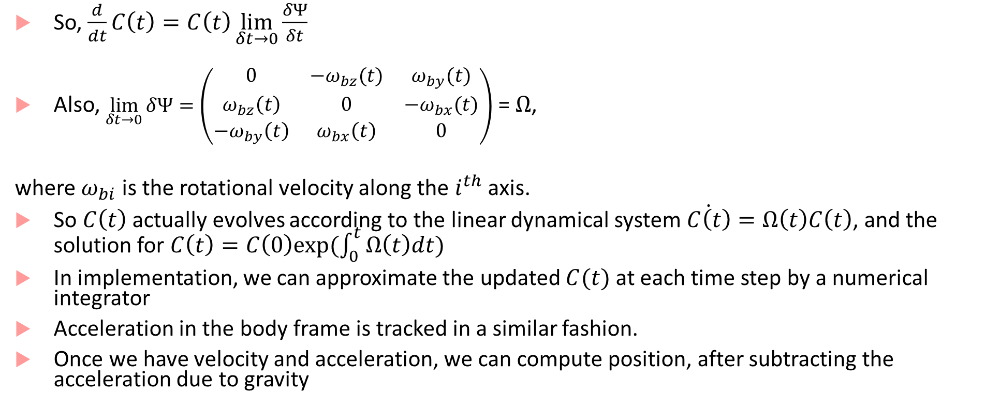 ▶ So, $\frac{d}{dt}C(t) = C(t) \lim_{\delta t \to 0} \frac{\delta \Psi}{\delta t}$
▶ Also, $\lim_{\delta t \to 0} \delta \Psi = \begin{pmatrix} 0 & -\omega_{bz}(t) & \omega_{by}(t) \\ \omega_{bz}(t) & 0 & -\omega_{bx}(t) \\ -\omega_{by}(t) & \omega_{bx}(t) & 0 \end{pmatrix} = \Omega,$
where $\omega_{bi}$ is the rotational velocity along the $i^{th}$ axis.
▶ So $C(t)$ actually evolves according to the linear dynamical system $\dot{C(t)} = \Omega(t)C(t)$, and the
solution for $C(t) = C(0)\exp(\int_0^t \Omega(t)dt)$
▶ In implementation, we can approximate the updated $C(t)$ at each time step by a numerical
integrator
▶ Acceleration in the body frame is tracked in a similar fashion.
▶ Once we have velocity and acceleration, we can compute position, after subtracting the
acceleration due to gravity